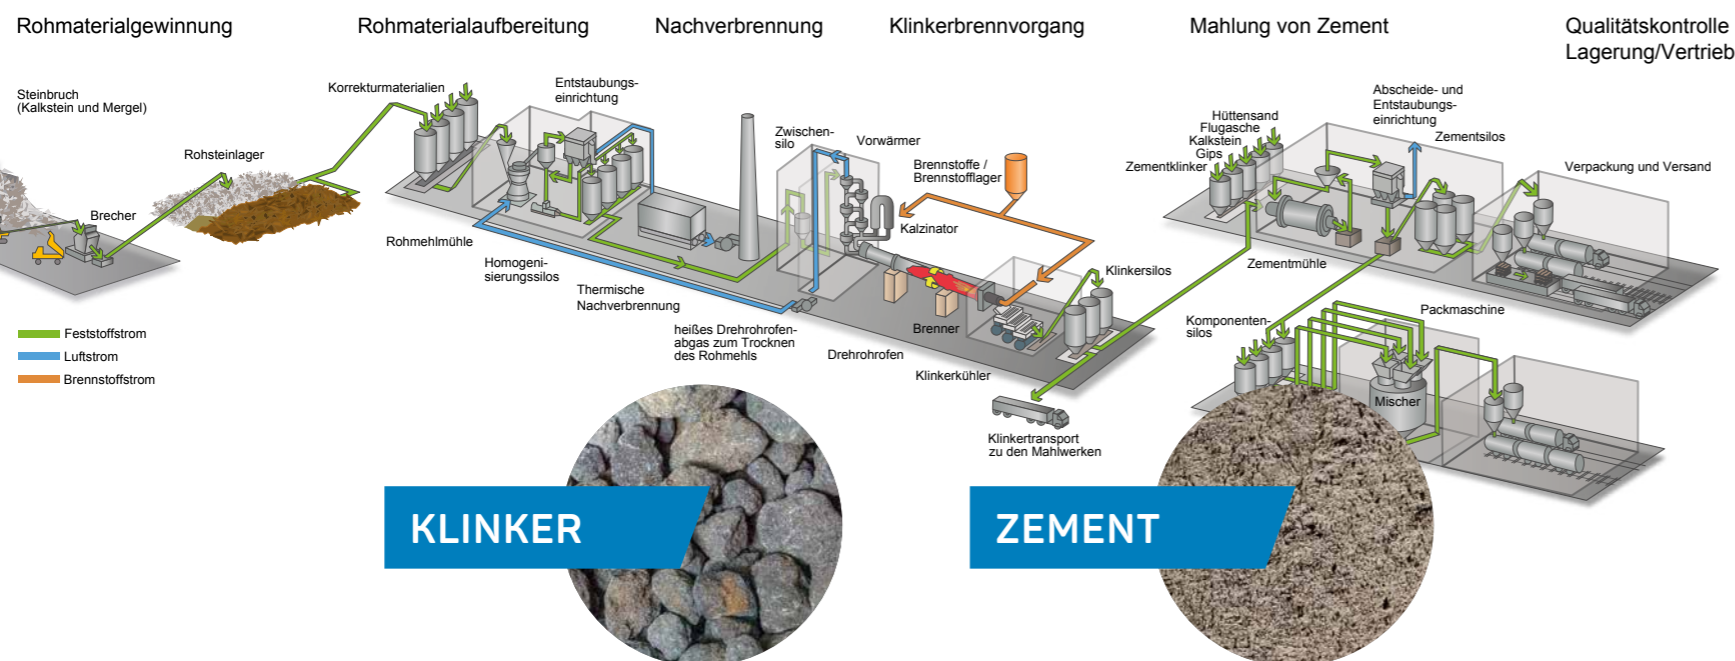 Rohmaterialgewinnung
Rohmaterialaufbereitung
Nachverbrennung
Klinkerbrennvorgang
Mahlung von Zement
Qualitätskontrolle
Lagerung/Vertrieb
Steinbruch
(Kalkstein und Mergel)
Rohsteinlager
Brecher
Korrekturmaterialien
Entstaubungs-
einrichtung
Rohmehlmühle
Homogeni-
sierungssilos
Thermische
Nachverbrennung
heißes Drehrohrofen-
abgas zum Trocknen
des Rohmehls
Zwischen-
silo
Vorwärmer
Brennstoffe /
Brennstofflager
Kalzinator
Klinkersilos
Brenner
Drehrohrofen
Klinkerkühler
Klinkertransport
zu den Mahlwerken
Hüttensand
Flugasche
Kalkstein
Gips
Zementklinker
Abscheide- und
Entstaubungs-
einrichtung
Zementsilos
Zementmühle
Verpackung und Versand
Komponenten-
silos
Packmaschine
Mischer
Feststoffstrom
Luftstrom
Brennstoffstrom
KLINKER
ZEMENT